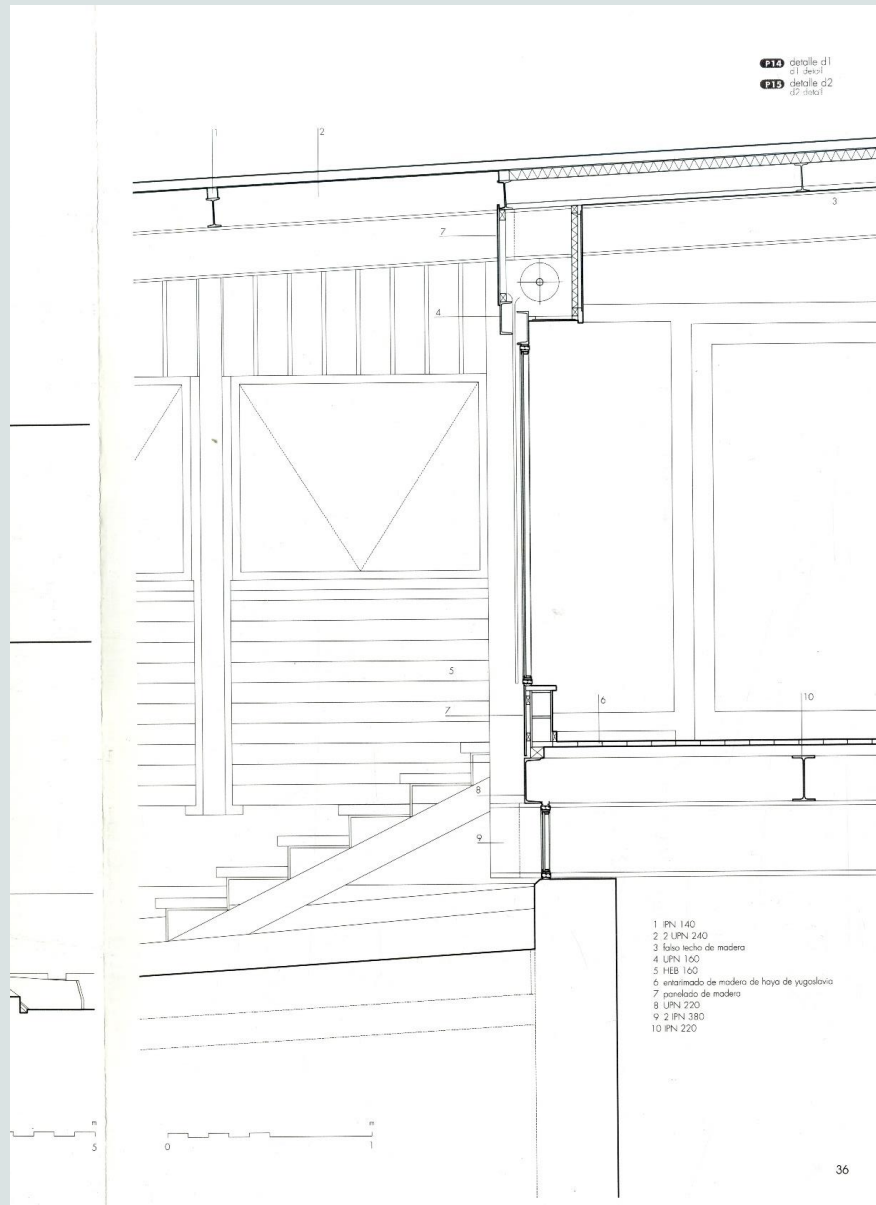 P14 detalle d1
d1 detail
P15 detalle d2
d2 detail
1
2
3
7
4
5
6
10
7
8
9
1 IPN 140
2 2 UPN 240
3 falso techo de madera
4 UPN 160
5 HEB 160
6 entarimado de madera de haya de yugoslavia
7 panelado de madera
8 UPN 220
9 2 IPN 380
10 IPN 220
m
5
m
0
1
36